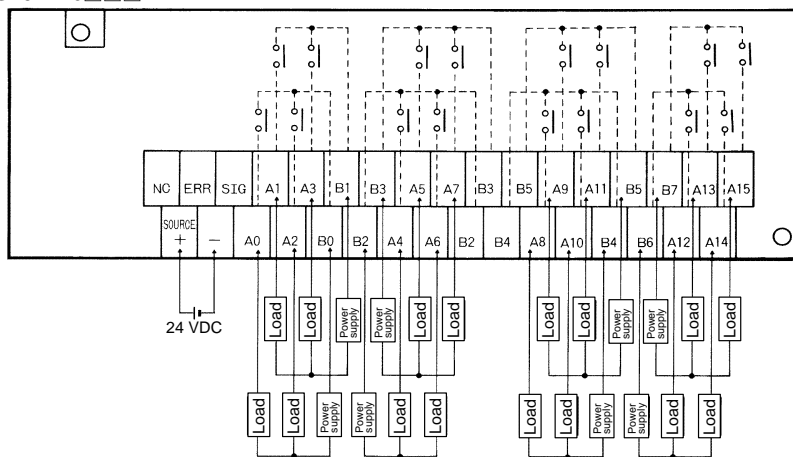 NC ERR SIG A1 A3 B1 B3 A5 A7 B3 B5 A9 A11 B5 B7 A13 A15
SOURCE
+ − A0 A2 B0 B2 A4 A6 B2 B4 A8 A10 B4 B6 A12 A14
24 VDC
Load Load Power supply Power supply Load Load Load Load Power supply Power supply Load Load
Load Load Power supply Power supply Load Load Load Load Power supply Power supply Load Load